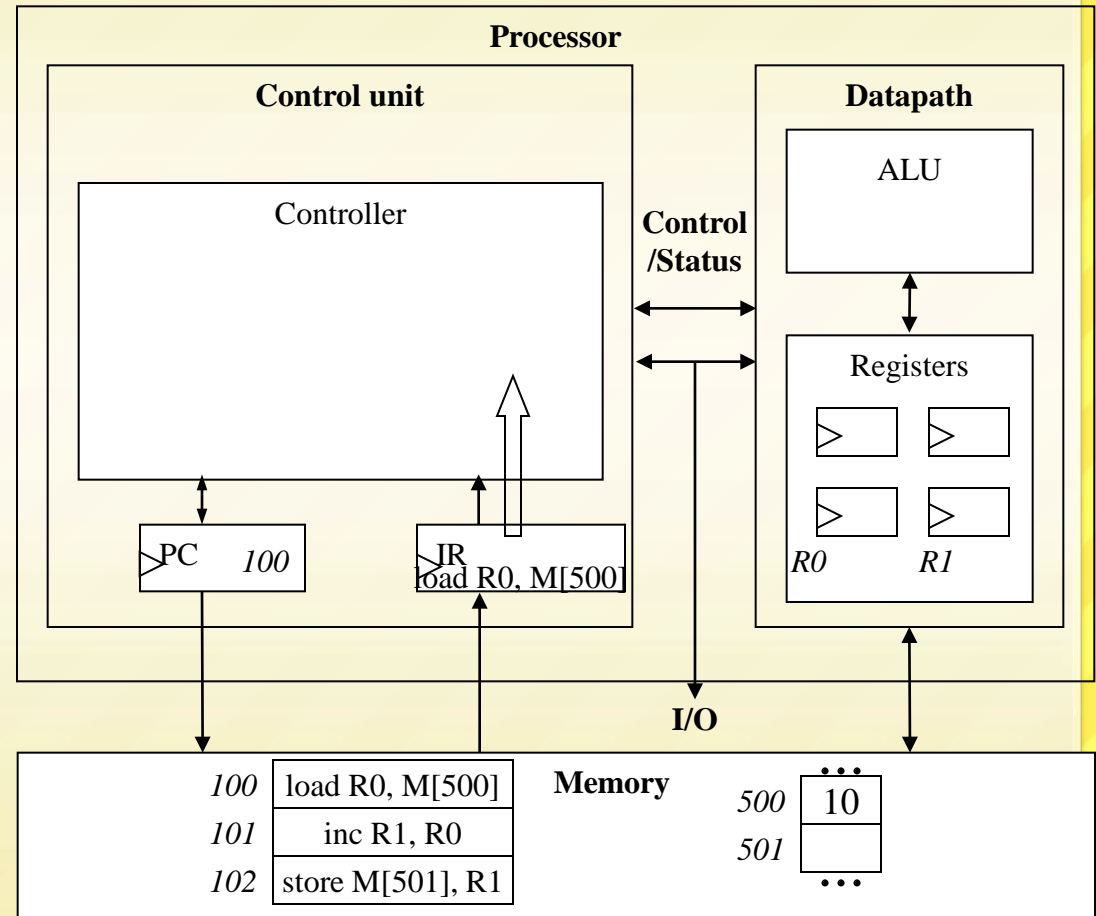 Processor
Control unit
Datapath
ALU
Controller
Control
/Status
Registers
PC 100
IR
load R0, M[500]
R0 R1
I/O
Memory
100 load R0, M[500]
101 inc R1, R0
102 store M[501], R1
...
500 10
501
...